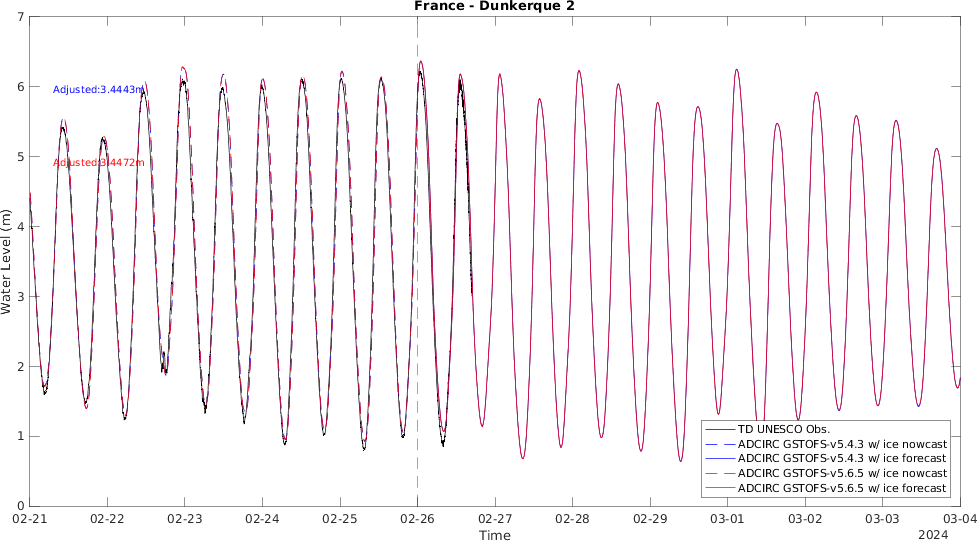 France - Dunkerque 2
Water Level (m)
7
6
5
4
3
2
1
0
Adjusted:3.4443m
Adjusted:3.4472m
TD UNESCO Obs.
ADCIRC GSTOFS-v5.4.3 w/ ice nowcast
ADCIRC GSTOFS-v5.4.3 w/ ice forecast
ADCIRC GSTOFS-v5.6.5 w/ ice nowcast
ADCIRC GSTOFS-v5.6.5 w/ ice forecast
02-21 02-22 02-23 02-24 02-25 02-26 02-27 02-28 02-29 03-01 03-02 03-03 03-04
Time
2024